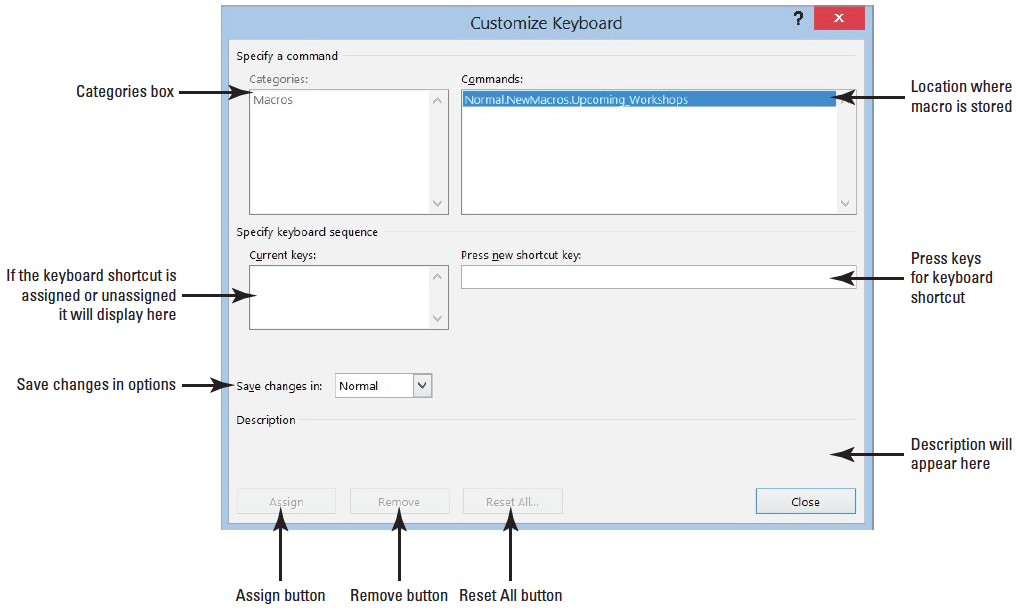 Customize Keyboard
?
x
Specify a command
Categories:
Commands:
Categories box
Macros
Normal.NewMacros.Upcoming_Workshops
Location where
macro is stored
Specify keyboard sequence
Current keys:
Press new shortcut key:
If the keyboard shortcut is
assigned or unassigned
it will display here
Press keys
for keyboard
shortcut
Save changes in options
Save changes in:
Normal
Description
Description will
appear here
Assign
Remove
Reset All...
Close
Assign button
Remove button
Reset All button